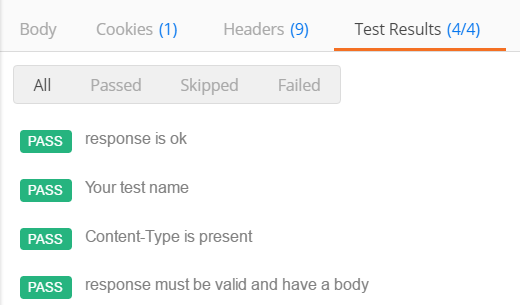 Body Cookies (1) Headers (9) Test Results (4/4)
All Passed Skipped Failed
PASS response is ok
PASS Your test name
PASS Content-Type is present
PASS response must be valid and have a body